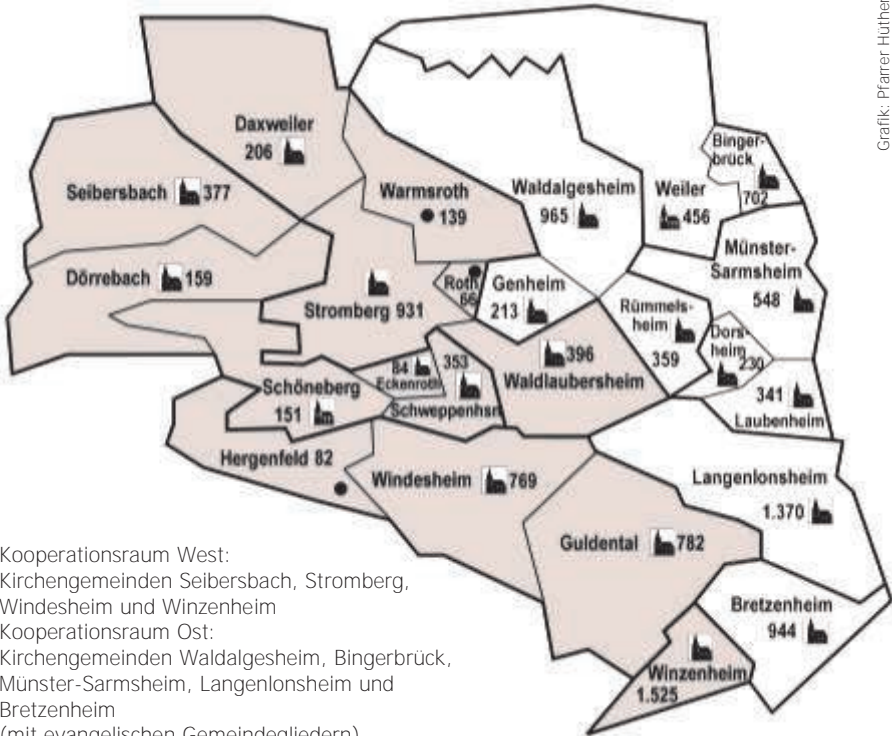 Grafik: Pfarrer Hüther
Daxweiler
206
Seibersbach 377
Warmsroth
139
Waldalgesheim
965
Weiler
456
Binger-
brück
702
Dörrebach 159
Stromberg 931
Roth
66
Genheim
213
Münster-
Sarmsheim
548
Rümmels-
heim
359
Dors-
heim
230
396
Waldlaubersheim
84
Eckenroth
353
Schweppenhsn
Schöneberg
151
341
Laubenheim
Hergenfeld 82
Windesheim 769
Langenlonsheim
1.370
Guldental 782
Bretzenheim
944
Winzenheim
1.525
Kooperationsraum West:
Kirchengemeinden Seibersbach, Stromberg,
Windesheim und Winzenheim
Kooperationsraum Ost:
Kirchengemeinden Waldalgesheim, Bingerbrück,
Münster-Sarmsheim, Langenlonsheim und
Bretzenheim
(mit evangelischen Gemeindegliedern)